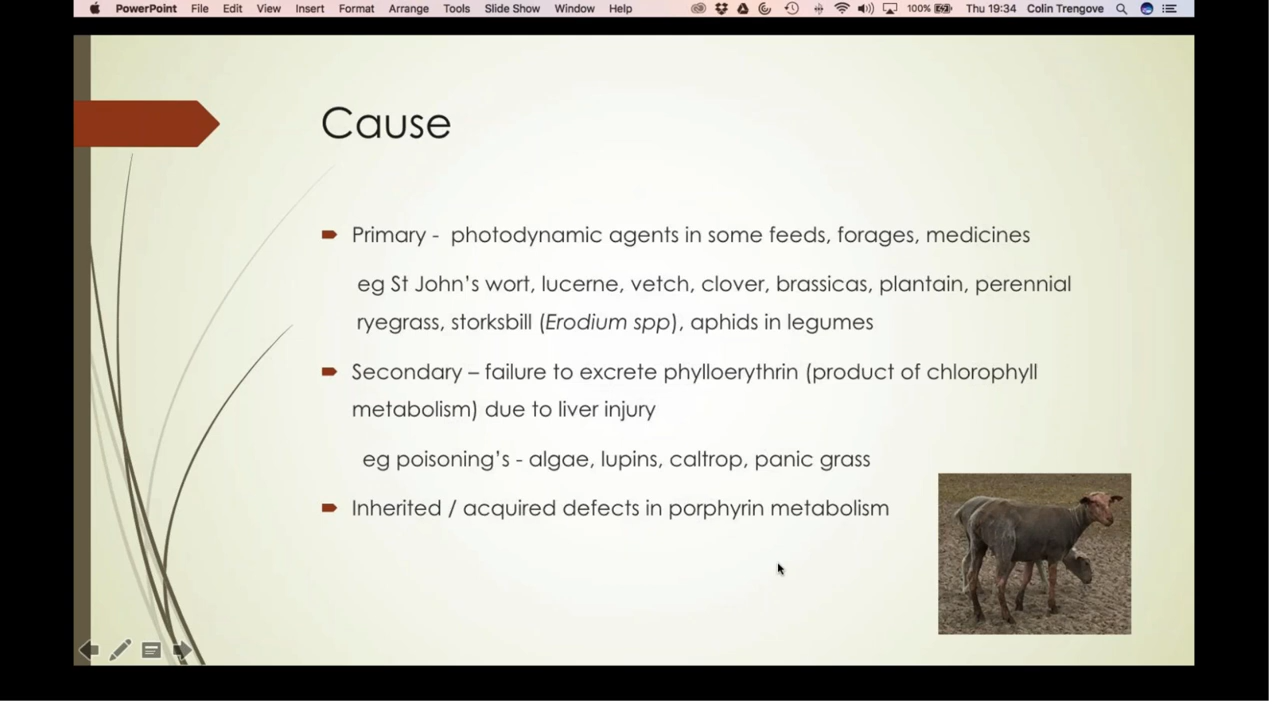 PowerPoint File Edit View Insert Format Arrange Tools Slide Show Window Help 100% Thu 19:34 Colin Trengove
Cause
Primary - photodynamic agents in some feeds, forages, medicines
eg St John's wort, lucerne, vetch, clover, brassicas, plantain, perennial
ryegrass, storksbill (Erodium spp), aphids in legumes
Secondary – failure to excrete phylloerythrin (product of chlorophyll
metabolism) due to liver injury
eg poisoning's - algae, lupins, caltrop, panic grass
Inherited / acquired defects in porphyrin metabolism